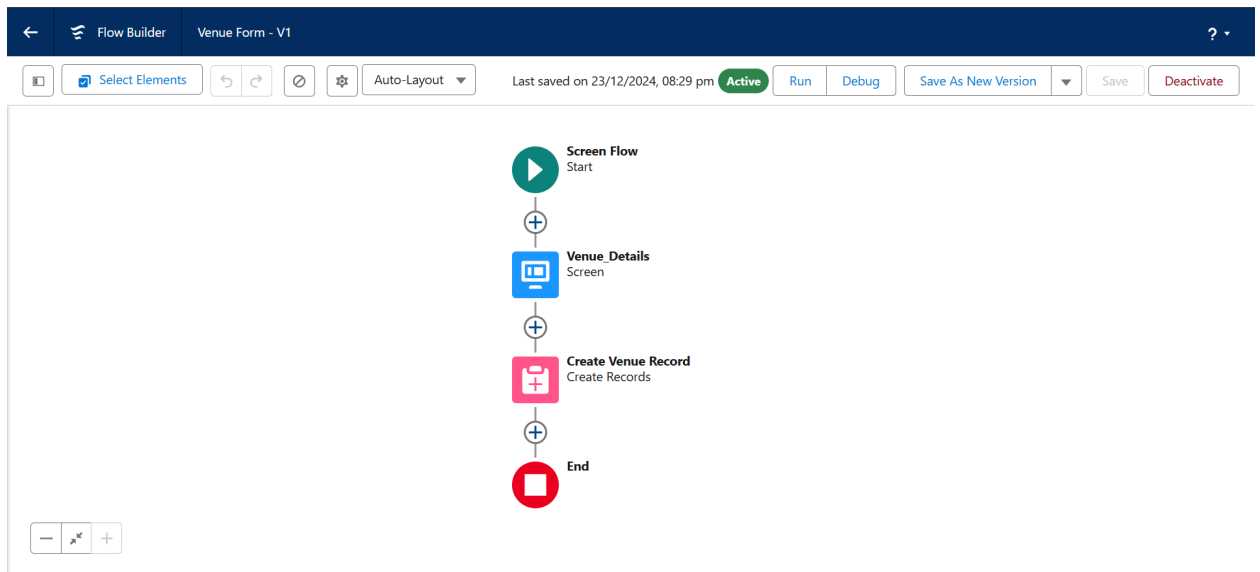 Flow Builder
Venue Form - V1
?
Select Elements
Auto-Layout
Last saved on 23/12/2024, 08:29 pm
Active
Run
Debug
Save As New Version
Save
Deactivate
Screen Flow
Start
Venue_Details
Screen
Create Venue Record
Create Records
End